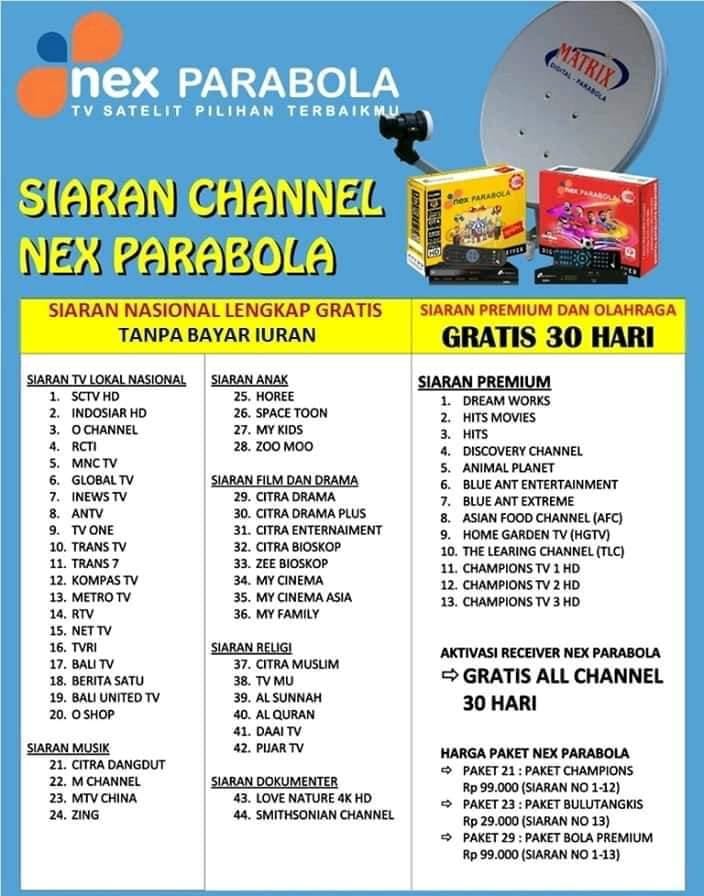 nex PARABOLA
TV SATELIT PILIHAN TERBAIKMU
MATRIX
DIGITAL - PARABOLA
SIARAN CHANNEL
NEX PARABOLA
nex PARABOLA
nex PARABOLA
SIARAN NASIONAL LENGKAP GRATIS
TANPA BAYAR IURAN
SIARAN TV LOKAL NASIONAL
1. SCTV HD
2. INDOSIAR HD
3. O CHANNEL
4. RCTI
5. MNC TV
6. GLOBAL TV
7. INEWS TV
8. ANTV
9. TV ONE
10. TRANS TV
11. TRANS 7
12. KOMPAS TV
13. METRO TV
14. RTV
15. NET TV
16. TVRI
17. BALI TV
18. BERITA SATU
19. BALI UNITED TV
20. O SHOP
SIARAN MUSIK
21. CITRA DANGDUT
22. M CHANNEL
23. MTV CHINA
24. ZING
SIARAN ANAK
25. HOREE
26. SPACE TOON
27. MY KIDS
28. ZOO MOO
SIARAN FILM DAN DRAMA
29. CITRA DRAMA
30. CITRA DRAMA PLUS
31. CITRA ENTERNAIMENT
32. CITRA BIOSKOP
33. ZEE BIOSKOP
34. MY CINEMA
35. MY CINEMA ASIA
36. MY FAMILY
SIARAN RELIGI
37. CITRA MUSLIM
38. TV MU
39. AL SUNNAH
40. AL QURAN
41. DAAI TV
42. PIJAR TV
SIARAN DOKUMENTER
43. LOVE NATURE 4K HD
44. SMITHSONIAN CHANNEL
SIARAN PREMIUM DAN OLAHRAGA
GRATIS 30 HARI
SIARAN PREMIUM
1. DREAM WORKS
2. HITS MOVIES
3. HITS
4. DISCOVERY CHANNEL
5. ANIMAL PLANET
6. BLUE ANT ENTERTAINMENT
7. BLUE ANT EXTREME
8. ASIAN FOOD CHANNEL (AFC)
9. HOME GARDEN TV (HGTV)
10. THE LEARING CHANNEL (TLC)
11. CHAMPIONS TV 1 HD
12. CHAMPIONS TV 2 HD
13. CHAMPIONS TV 3 HD
AKTIVASI RECEIVER NEX PARABOLA
⇨ GRATIS ALL CHANNEL
30 HARI
HARGA PAKET NEX PARABOLA
⇨ PAKET 21 : PAKET CHAMPIONS
Rp 99.000 (SIARAN NO 1-12)
⇨ PAKET 23 : PAKET BULUTANGKIS
Rp 29.000 (SIARAN NO 13)
⇨ PAKET 29 : PAKET BOLA PREMIUM
Rp 99.000 (SIARAN NO 1-13)